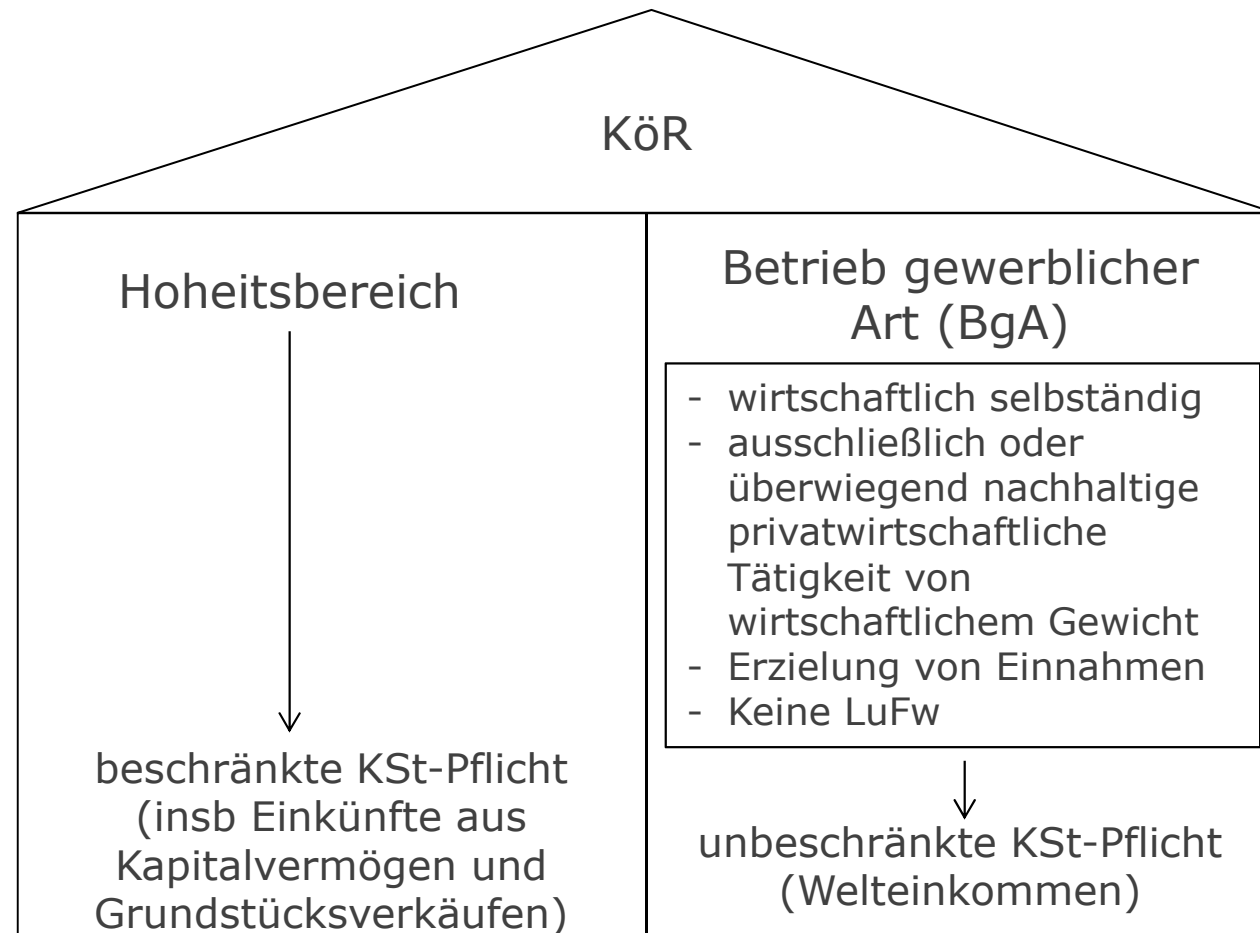 KöR
Hoheitsbereich
beschränkte KSt-Pflicht
(insb Einkünfte aus
Kapitalvermögen und
Grundstücksverkäufen)
Betrieb gewerblicher
Art (BgA)
- wirtschaftlich selbständig
- ausschließlich oder
überwiegend nachhaltige
privatwirtschaftliche
Tätigkeit von
wirtschaftlichem Gewicht
- Erzielung von Einnahmen
- Keine LuFw
unbeschränkte KSt-Pflicht
(Welteinkommen)